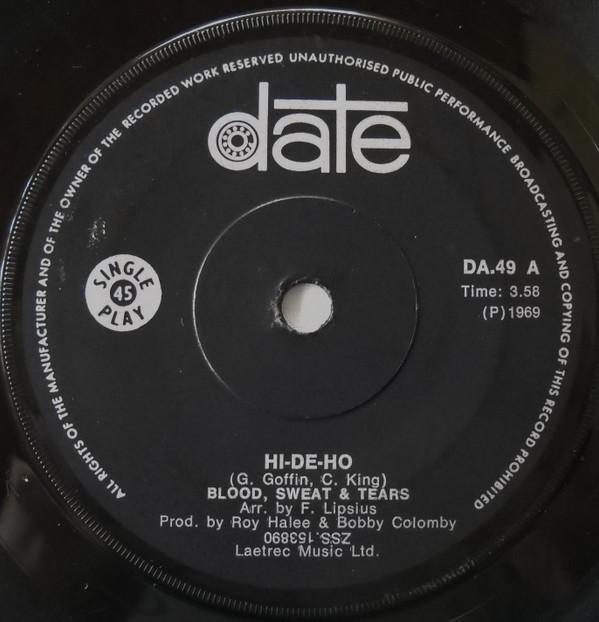 ALL RIGHTS OF THE MANUFACTURER AND OF THE OWNER OF THE RECORDED WORK RESERVED UNAUTHORISED PUBLIC PERFORMANCE BROADCASTING AND COPYING OF THIS RECORD PROHIBITED
date
SINGLE
45
PLAY
DA.49 A
Time: 3.58
(P)1969
HI-DE-HO
(G. Goffin, C. King)
BLOOD, SWEAT & TEARS
Arr. by F. Lipsius
Prod. by Roy Halee & Bobby Colomby
ZSS.153890
Laetrec Music Ltd.